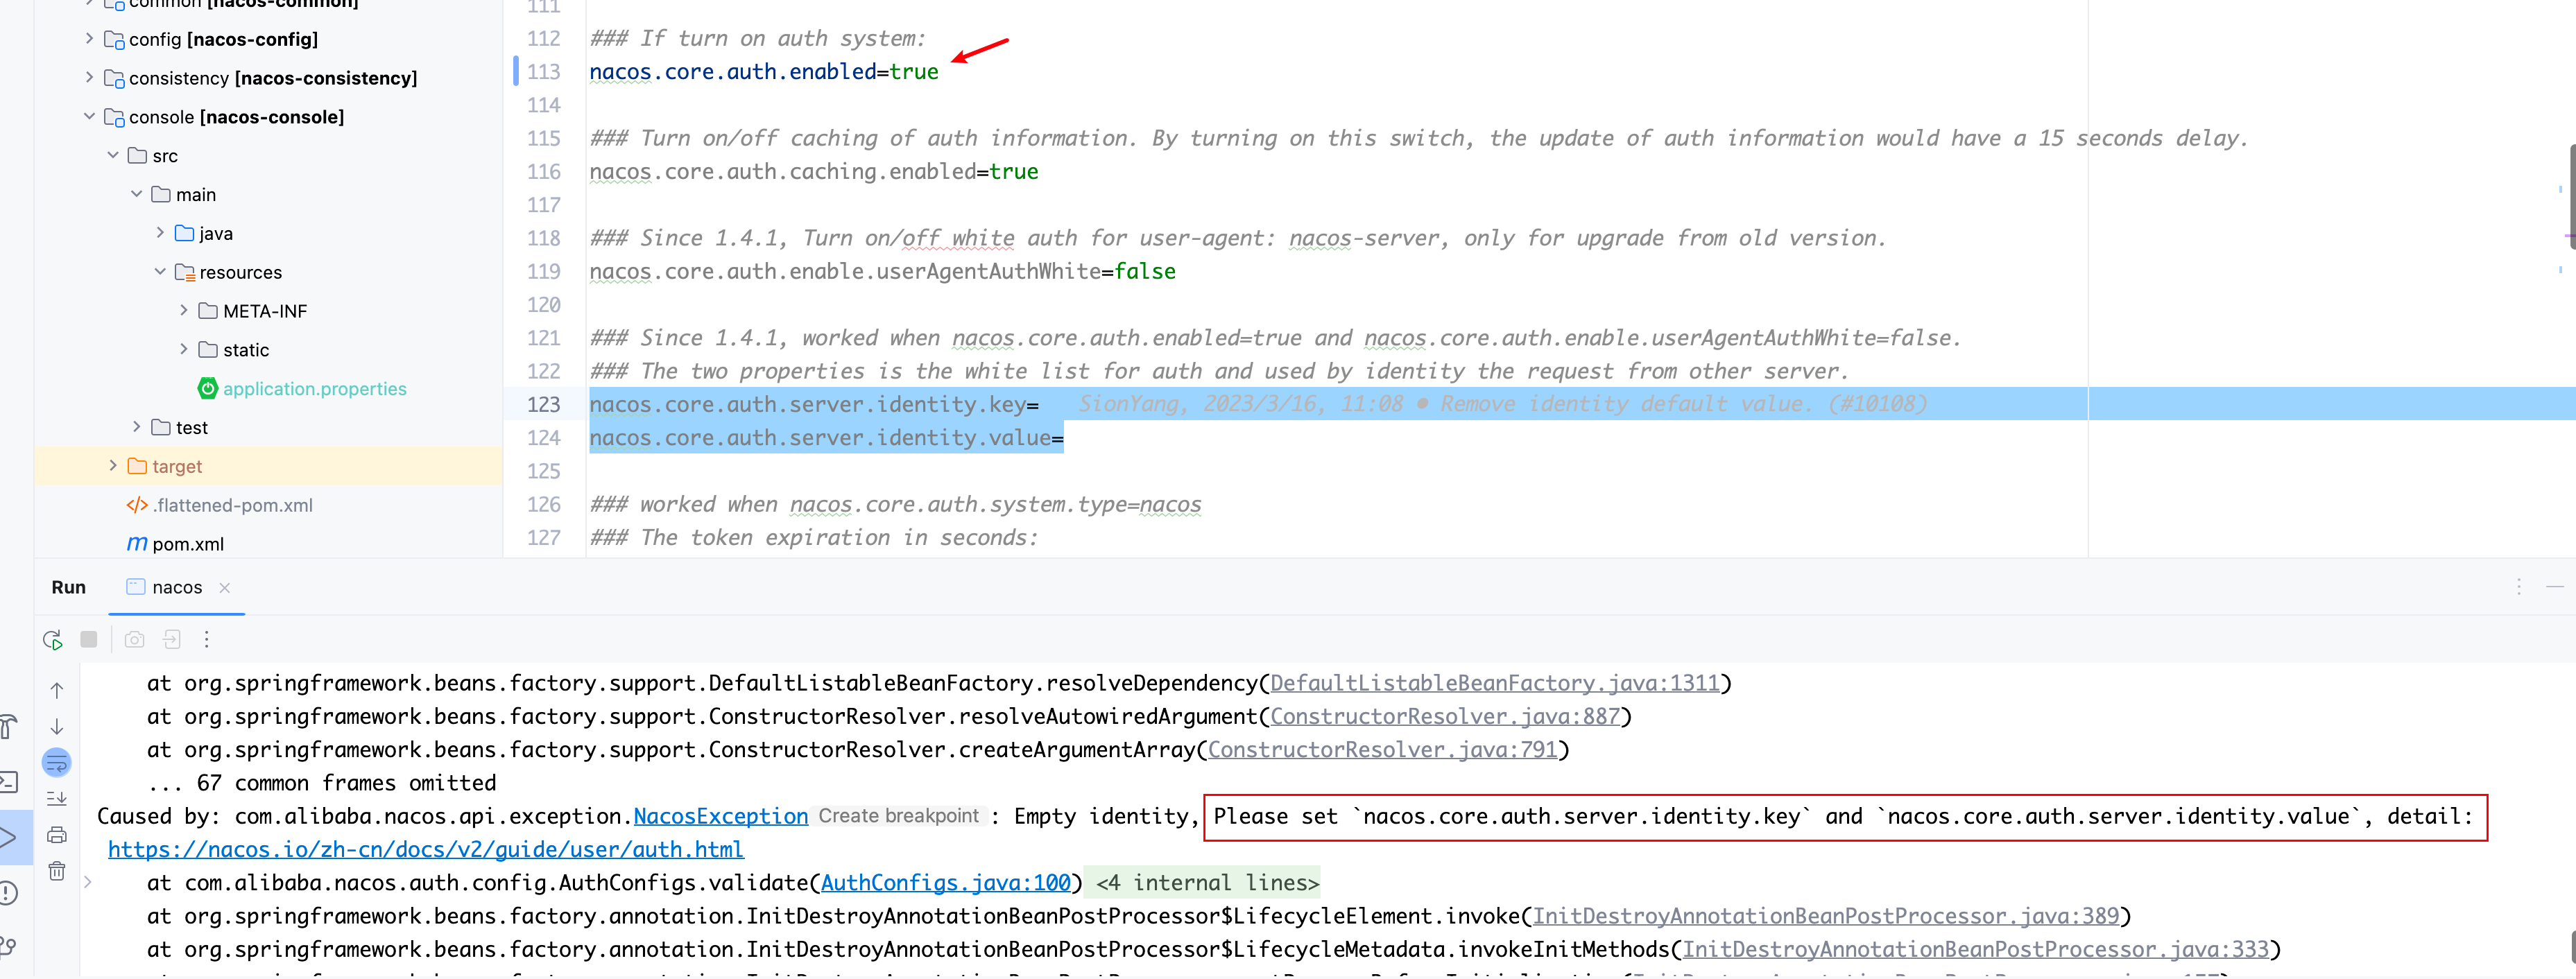 common [nacos-common]
config [nacos-config]
consistency [nacos-consistency]
console [nacos-console]
src
main
java
resources
META-INF
static
application.properties
test
target
.flattened-pom.xml
pom.xml
111
112 ### If turn on auth system:
113 nacos.core.auth.enabled=true
114
115 ### Turn on/off caching of auth information. By turning on this switch, the update of auth information would have a 15 seconds delay.
116 nacos.core.auth.caching.enabled=true
117
118 ### Since 1.4.1, Turn on/off white auth for user-agent: nacos-server, only for upgrade from old version.
119 nacos.core.auth.enable.userAgentAuthWhite=false
120
121 ### Since 1.4.1, worked when nacos.core.auth.enabled=true and nacos.core.auth.enable.userAgentAuthWhite=false.
122 ### The two properties is the white list for auth and used by identity the request from other server.
123 nacos.core.auth.server.identity.key= SionYang, 2023/3/16, 11:08 • Remove identity default value. (#10108)
124 nacos.core.auth.server.identity.value=
125
126 ### worked when nacos.core.auth.system.type=nacos
127 ### The token expiration in seconds:
Run nacos
at org.springframework.beans.factory.support.DefaultListableBeanFactory.resolveDependency(DefaultListableBeanFactory.java:1311)
at org.springframework.beans.factory.support.ConstructorResolver.resolveAutowiredArgument(ConstructorResolver.java:887)
at org.springframework.beans.factory.support.ConstructorResolver.createArgumentArray(ConstructorResolver.java:791)
... 67 common frames omitted
Caused by: com.alibaba.nacos.api.exception.NacosException Create breakpoint : Empty identity, Please set `nacos.core.auth.server.identity.key` and `nacos.core.auth.server.identity.value`, detail:
https://nacos.io/zh-cn/docs/v2/guide/user/auth.html
at com.alibaba.nacos.auth.config.AuthConfigs.validate(AuthConfigs.java:100) <4 internal lines>
at org.springframework.beans.factory.annotation.InitDestroyAnnotationBeanPostProcessor$LifecycleElement.invoke(InitDestroyAnnotationBeanPostProcessor.java:389)
at org.springframework.beans.factory.annotation.InitDestroyAnnotationBeanPostProcessor$LifecycleMetadata.invokeInitMethods(InitDestroyAnnotationBeanPostProcessor.java:333)